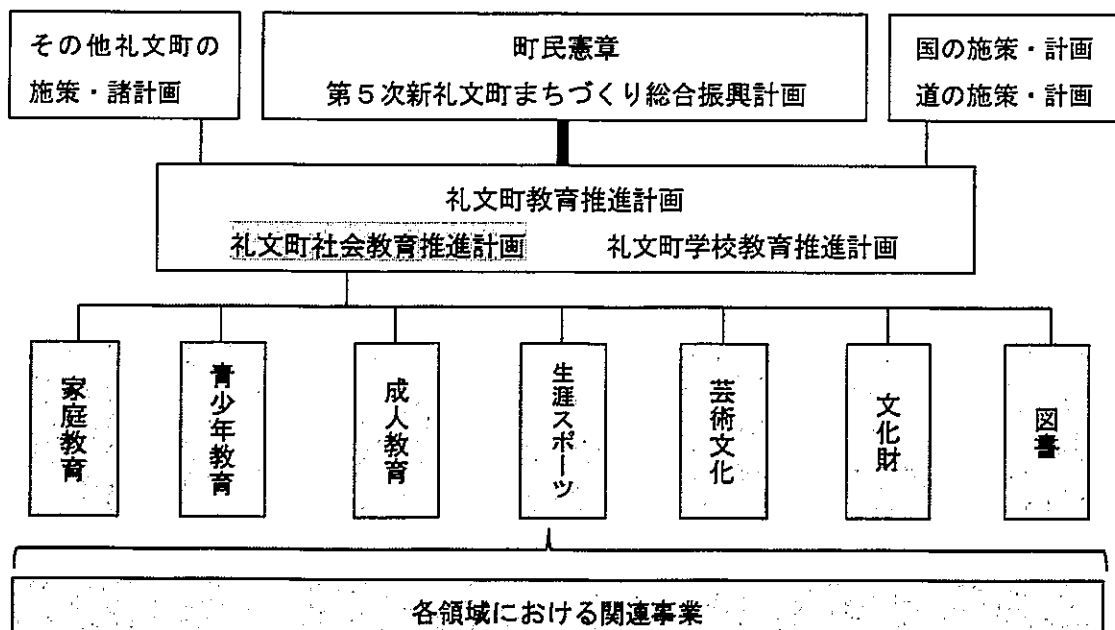 その他礼文町の
施策・諸計画
町民憲章
第５次新礼文町まちづくり総合振興計画
国の施策・計画
道の施策・計画
礼文町教育推進計画
礼文町社会教育推進計画
礼文町学校教育推進計画
家庭教育
青少年教育
成人教育
生涯スポーツ
芸術文化
文化財
図書
各領域における関連事業